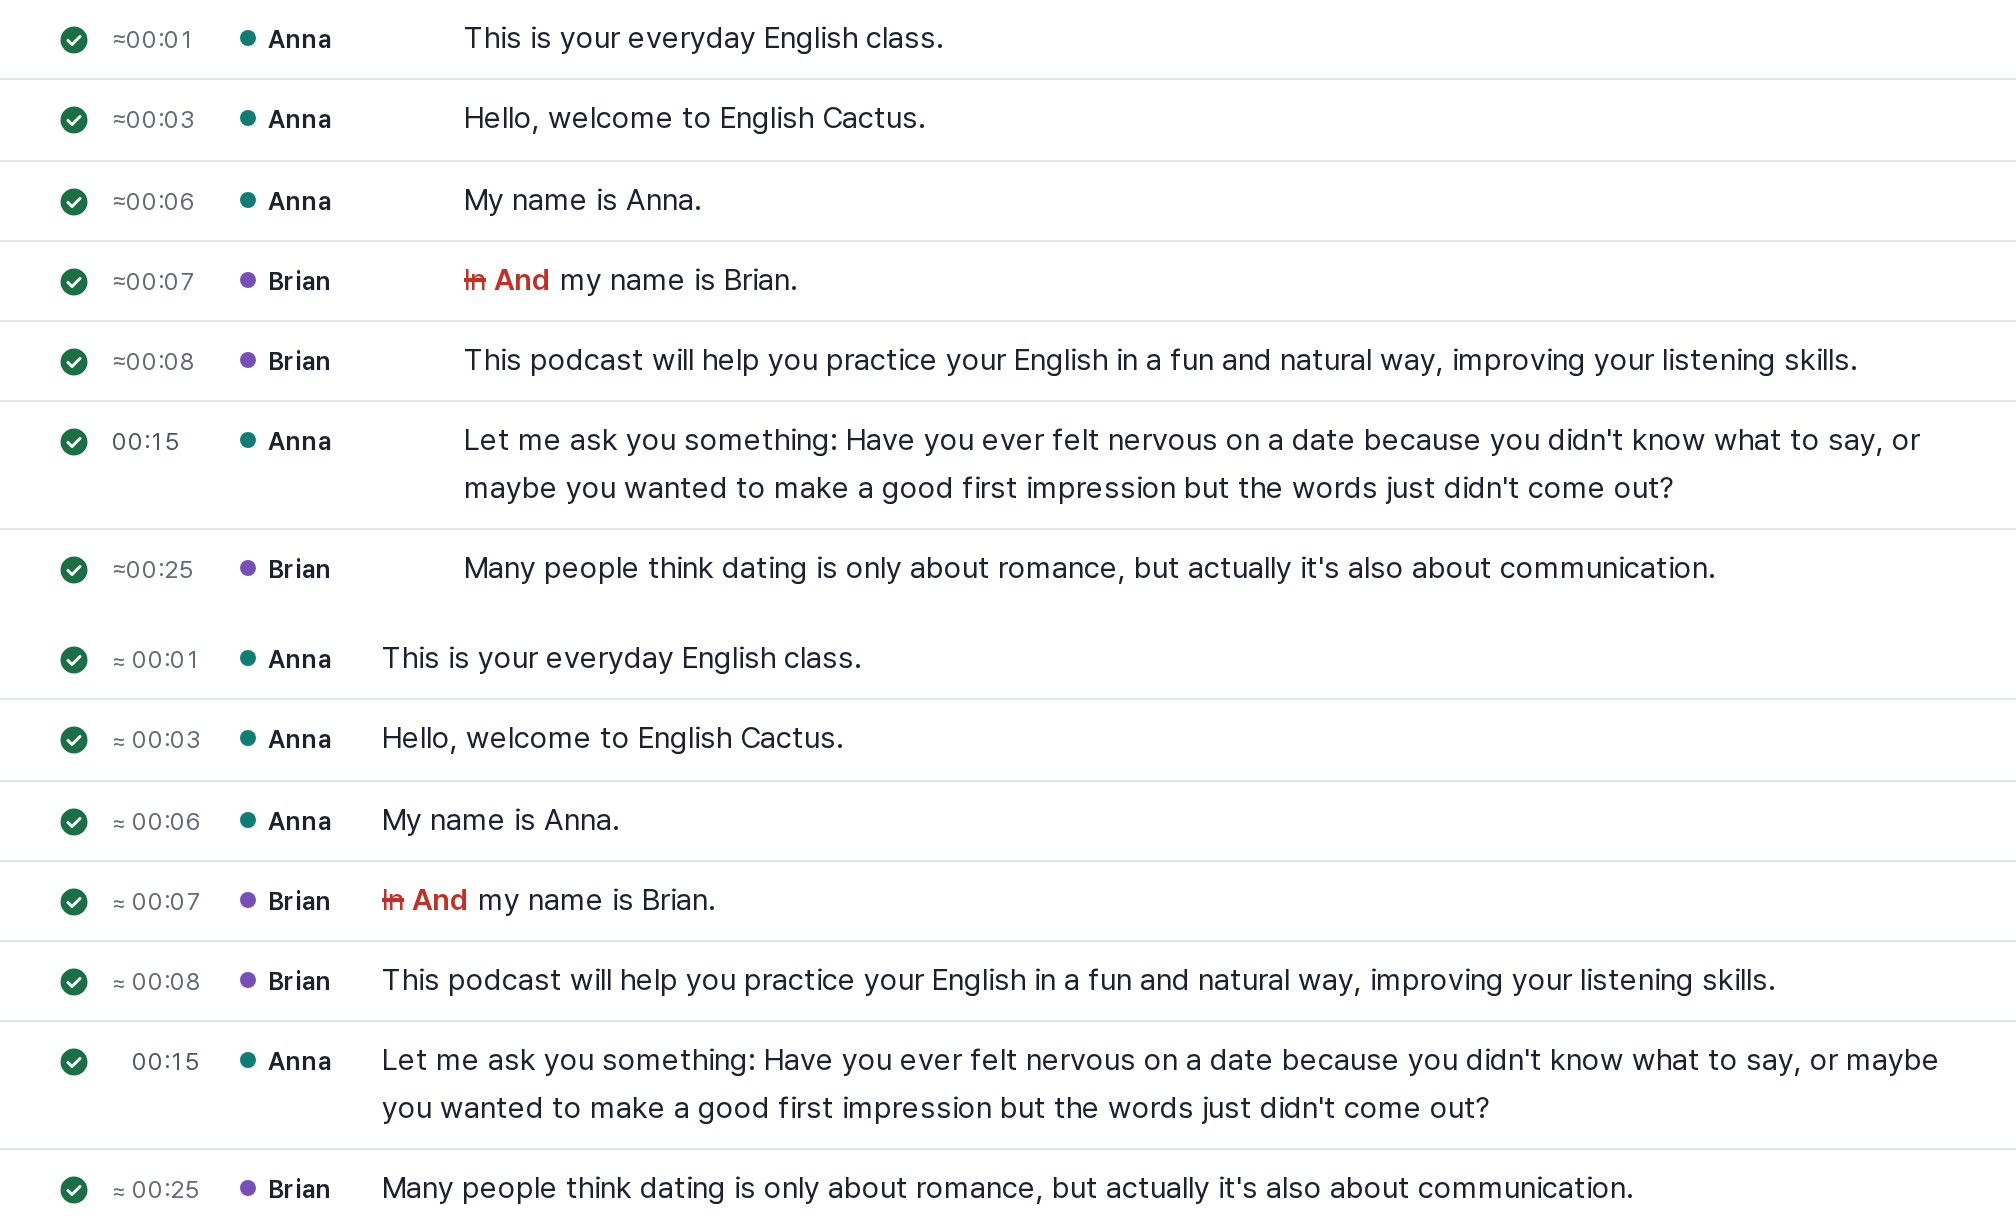 ≈00:01 Anna This is your everyday English class.
≈00:03 Anna Hello, welcome to English Cactus.
≈00:06 Anna My name is Anna.
≈00:07 Brian In And my name is Brian.
≈00:08 Brian This podcast will help you practice your English in a fun and natural way, improving your listening skills.
00:15 Anna Let me ask you something: Have you ever felt nervous on a date because you didn't know what to say, or
maybe you wanted to make a good first impression but the words just didn't come out?
≈00:25 Brian Many people think dating is only about romance, but actually it's also about communication.
≈ 00:01 Anna This is your everyday English class.
≈ 00:03 Anna Hello, welcome to English Cactus.
≈ 00:06 Anna My name is Anna.
≈ 00:07 Brian In And my name is Brian.
≈ 00:08 Brian This podcast will help you practice your English in a fun and natural way, improving your listening skills.
00:15 Anna Let me ask you something: Have you ever felt nervous on a date because you didn't know what to say, or maybe
you wanted to make a good first impression but the words just didn't come out?
≈ 00:25 Brian Many people think dating is only about romance, but actually it's also about communication.